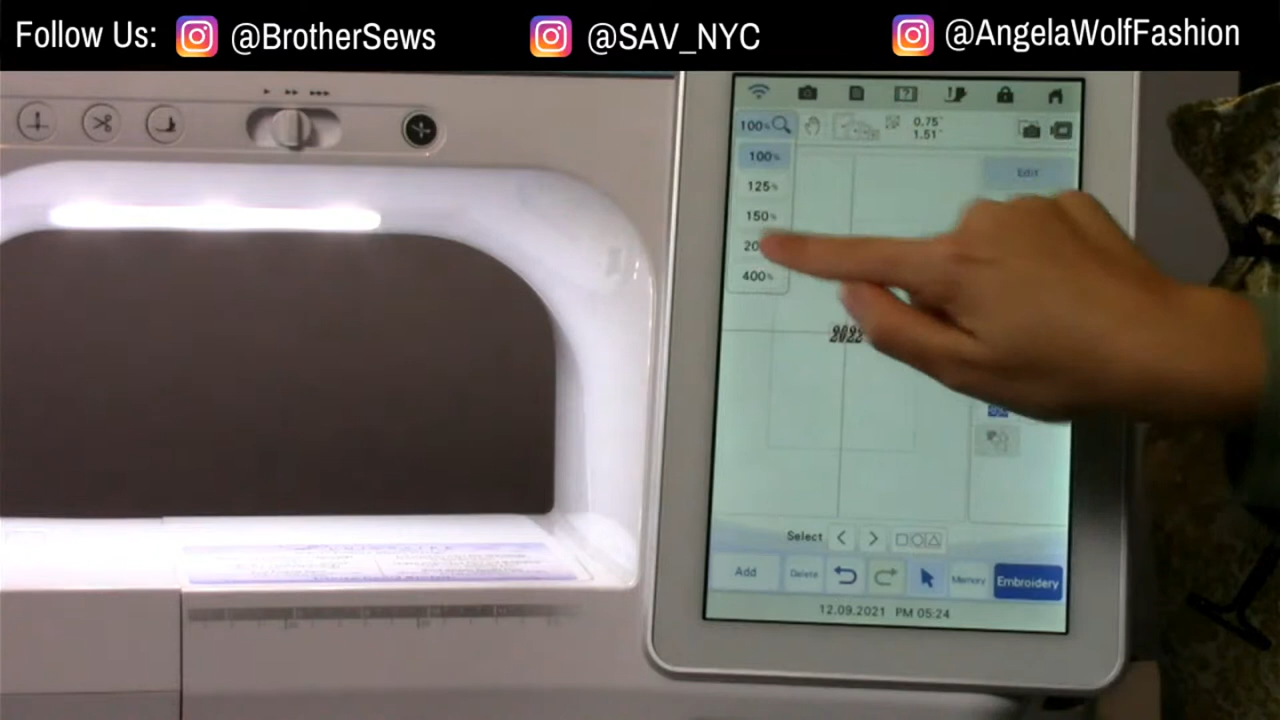 Follow Us: @BrotherSews @SAV_NYC @AngelaWolfFashion
100% 0.75"
1.51"
100%
Edit
125%
150%
20
400%
2022
Select
Add Delete Memory Embroidery
12.09.2021 PM 05:24